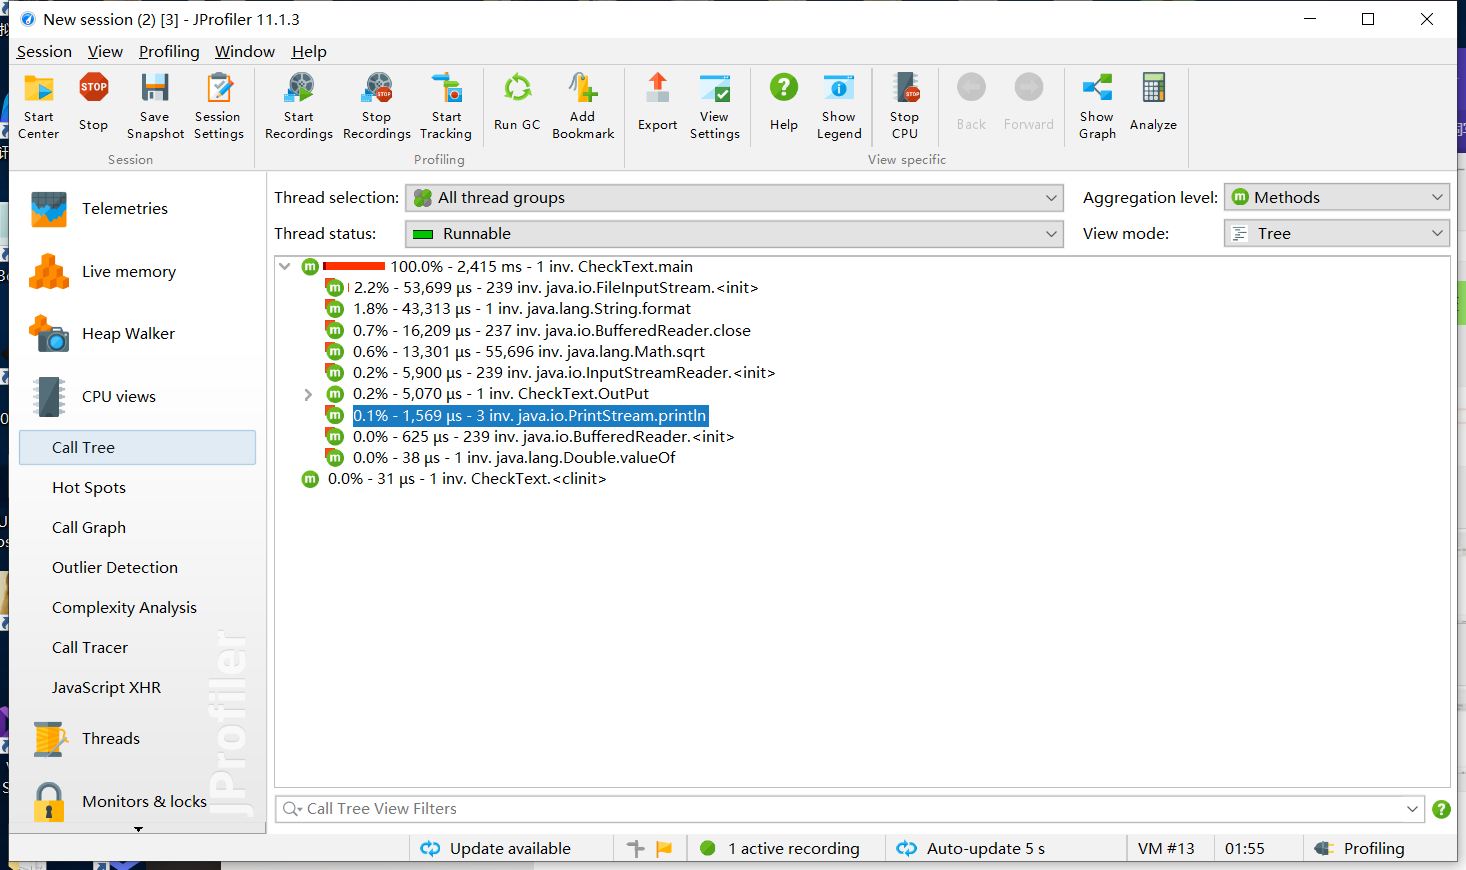 New session (2) [3] - JProfiler 11.1.3
Session View Profiling Window Help
Start Center
Stop
Save Snapshot
Session Settings
Start Recordings
Stop Recordings
Start Tracking
Run GC
Add Bookmark
Export
View Settings
Help
Show Legend
Stop CPU
Back
Forward
Show Graph
Analyze
Session
Profiling
View specific
Telemetries
Live memory
Heap Walker
CPU views
Call Tree
Hot Spots
Call Graph
Outlier Detection
Complexity Analysis
Call Tracer
JavaScript XHR
Threads
Monitors & locks
JProfiler
Thread selection: All thread groups
Aggregation level: Methods
Thread status: Runnable
View mode: Tree
100.0% - 2,415 ms - 1 inv. CheckText.main
2.2% - 53,699 µs - 239 inv. java.io.FileInputStream.<init>
1.8% - 43,313 µs - 1 inv. java.lang.String.format
0.7% - 16,209 µs - 237 inv. java.io.BufferedReader.close
0.6% - 13,301 µs - 55,696 inv. java.lang.Math.sqrt
0.2% - 5,900 µs - 239 inv. java.io.InputStreamReader.<init>
0.2% - 5,070 µs - 1 inv. CheckText.OutPut
0.1% - 1,569 µs - 3 inv. java.io.PrintStream.println
0.0% - 625 µs - 239 inv. java.io.BufferedReader.<init>
0.0% - 38 µs - 1 inv. java.lang.Double.valueOf
0.0% - 31 µs - 1 inv. CheckText.<clinit>
Call Tree View Filters
Update available
1 active recording
Auto-update 5 s
VM #13
01:55
Profiling